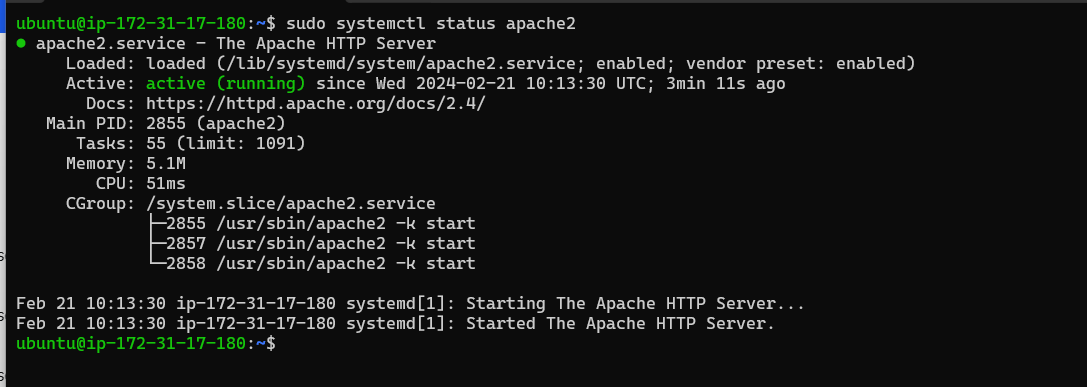 ubuntu@ip-172-31-17-180:~$ sudo systemctl status apache2
● apache2.service - The Apache HTTP Server
     Loaded: loaded (/lib/systemd/system/apache2.service; enabled; vendor preset: enabled)
     Active: active (running) since Wed 2024-02-21 10:13:30 UTC; 3min 11s ago
       Docs: https://httpd.apache.org/docs/2.4/
   Main PID: 2855 (apache2)
      Tasks: 55 (limit: 1091)
     Memory: 5.1M
        CPU: 51ms
     CGroup: /system.slice/apache2.service
             ├─2855 /usr/sbin/apache2 -k start
             ├─2857 /usr/sbin/apache2 -k start
             └─2858 /usr/sbin/apache2 -k start

Feb 21 10:13:30 ip-172-31-17-180 systemd[1]: Starting The Apache HTTP Server...
Feb 21 10:13:30 ip-172-31-17-180 systemd[1]: Started The Apache HTTP Server.
ubuntu@ip-172-31-17-180:~$